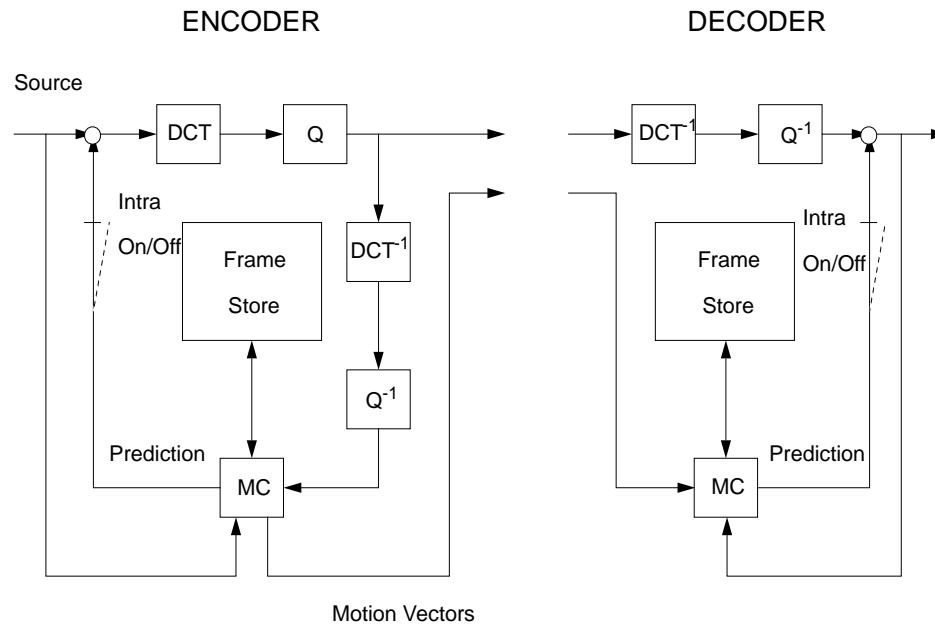 ENCODER
Source
DCT
Q
Intra
On/Off
Frame
Store
DCT⁻¹
Q⁻¹
Prediction
MC
Motion Vectors
DECODER
DCT⁻¹
Q⁻¹
Intra
On/Off
Frame
Store
Prediction
MC